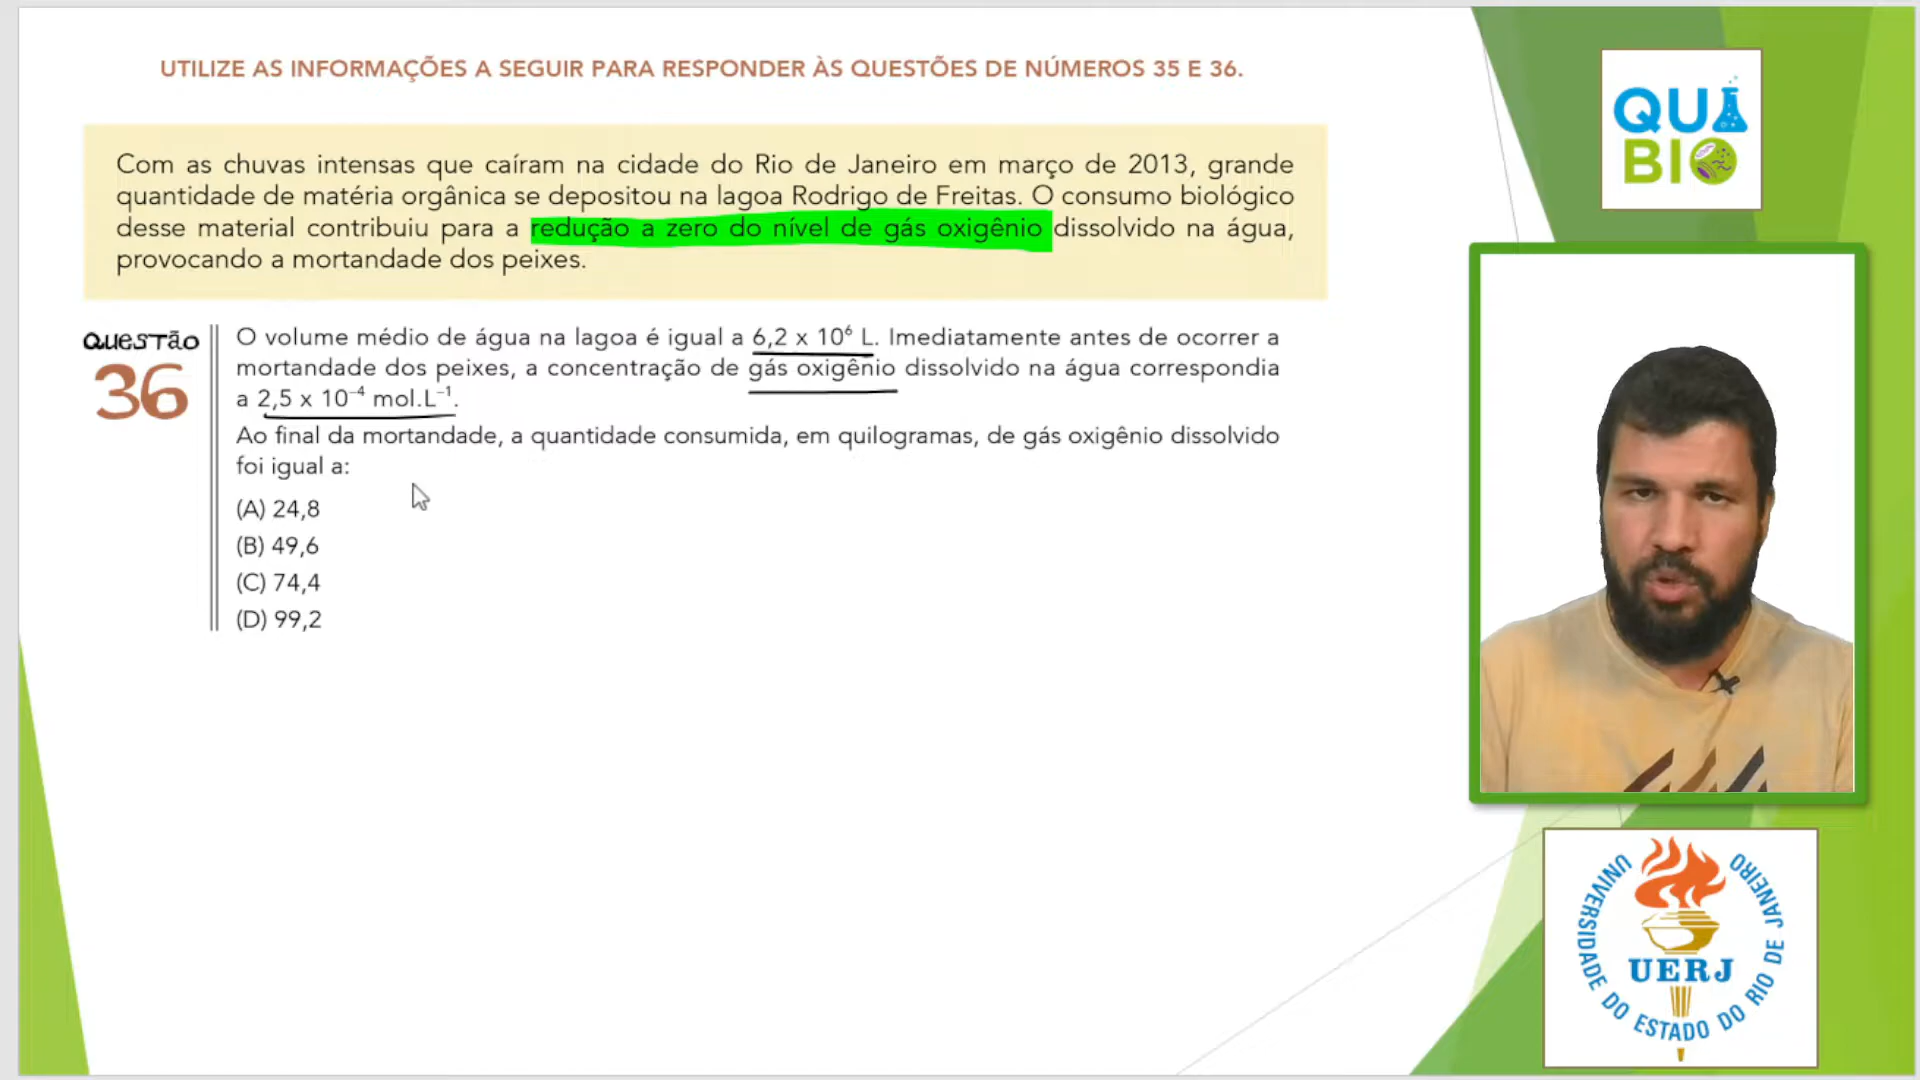 UTILIZE AS INFORMAÇÕES A SEGUIR PARA RESPONDER ÀS QUESTÕES DE NÚMEROS 35 E 36.
Com as chuvas intensas que caíram na cidade do Rio de Janeiro em março de 2013, grande
quantidade de matéria orgânica se depositou na lagoa Rodrigo de Freitas. O consumo biológico
desse material contribuiu para a redução a zero do nível de gás oxigênio dissolvido na água,
provocando a mortandade dos peixes.
QUESTÃO
36
O volume médio de água na lagoa é igual a 6,2 x 10⁶ L. Imediatamente antes de ocorrer a
mortandade dos peixes, a concentração de gás oxigênio dissolvido na água correspondia
a 2,5 x 10⁻⁴ mol.L⁻¹.
Ao final da mortandade, a quantidade consumida, em quilogramas, de gás oxigênio dissolvido
foi igual a:
(A) 24,8
(B) 49,6
(C) 74,4
(D) 99,2
QUI
BIO
UNIVERSIDADE DO ESTADO DO RIO DE JANEIRO
UERJ